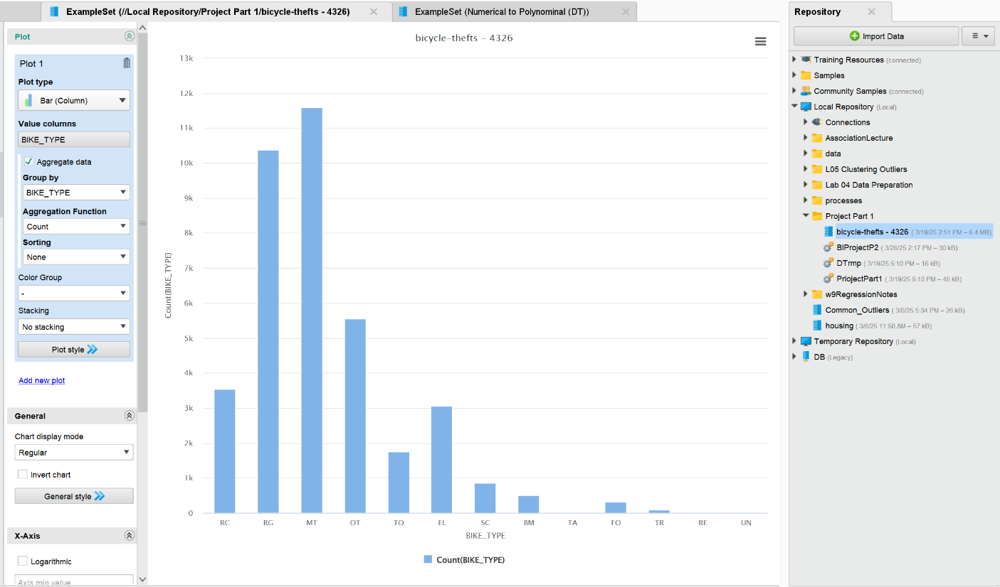 ExampleSet (//Local Repository/Project Part 1/bicycle-thefts - 4326)
ExampleSet (Numerical to Polynominal (DT))
Plot
Plot 1
Plot type
Bar (Column)
Value columns
BIKE_TYPE
Aggregate data
Group by
BIKE_TYPE
Aggregation Function
Count
Sorting
None
Color Group
-
Stacking
No stacking
Plot style
Add new plot
General
Chart display mode
Regular
Invert chart
General style
X-Axis
Logarithmic
Axis min value
bicycle-thefts - 4326
13k
12k
11k
10k
9k
8k
7k
6k
5k
4k
3k
2k
1k
0
Count(BIKE_TYPE)
RC RG MT OT TO EL SC BM TA FO TR RE UN
BIKE_TYPE
Count(BIKE_TYPE)
Repository
Import Data
Training Resources (connected)
Samples
Community Samples (connected)
Local Repository (Local)
Connections
AssociationLecture
data
L05 Clustering Outliers
Lab 04 Data Preparation
processes
Project Part 1
bicycle-thefts - 4326 ( 3/19/25 2:51 PM – 6.4 MB)
BIProjectP2 ( 3/26/25 2:17 PM – 30 kB)
DTrmp ( 3/19/25 5:10 PM – 16 kB)
PriojectPart1 ( 3/19/25 5:10 PM – 45 kB)
w9RegressionNotes
Common_Outliers ( 3/6/25 5:34 PM – 26 kB)
housing ( 3/6/25 11:50 AM – 57 kB)
Temporary Repository (Local)
DB (Legacy)